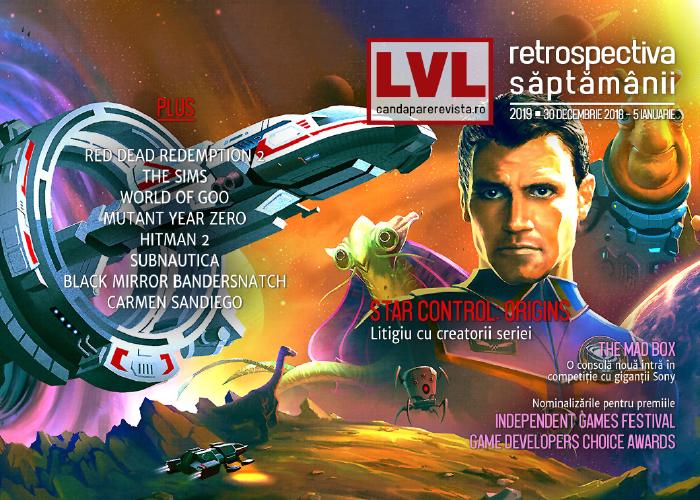 LVL
candaparerevista.ro
retrospectiva
săptămânii
2019 ■ 30 DECEMBRIE 2018 - 5 IANUARIE
PLUS
RED DEAD REDEMPTION 2
THE SIMS
WORLD OF GOO
MUTANT YEAR ZERO
HITMAN 2
SUBNAUTICA
BLACK MIRROR BANDERSNATCH
CARMEN SANDIEGO
STAR CONTROL: ORIGINS
Litigiu cu creatorii seriei
THE MAD BOX
O consolă nouă intră în
competiție cu giganții Sony
Nominalizările pentru premiile
INDEPENDENT GAMES FESTIVAL
GAME DEVELOPERS CHOICE AWARDS